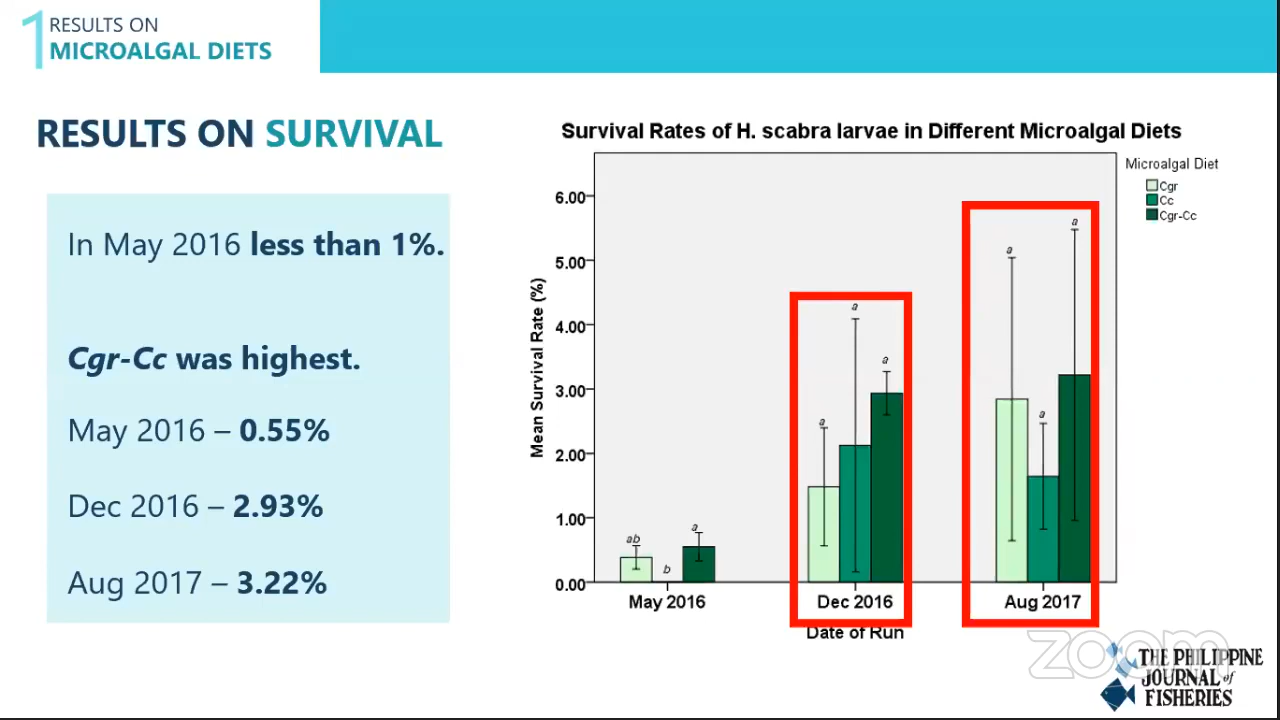 1
RESULTS ON
MICROALGAL DIETS
RESULTS ON SURVIVAL
In May 2016 less than 1%.
Cgr-Cc was highest.
May 2016 – 0.55%
Dec 2016 – 2.93%
Aug 2017 – 3.22%
Survival Rates of H. scabra larvae in Different Microalgal Diets
Microalgal Diet
Cgr
Cc
Cgr-Cc
Mean Survival Rate (%)
6.00
5.00
4.00
3.00
2.00
1.00
0.00
ab
b
a
a
a
a
a
a
a
May 2016
Dec 2016
Aug 2017
Date of Run
zoom
THE PHILIPPINE
JOURNAL of
FISHERIES